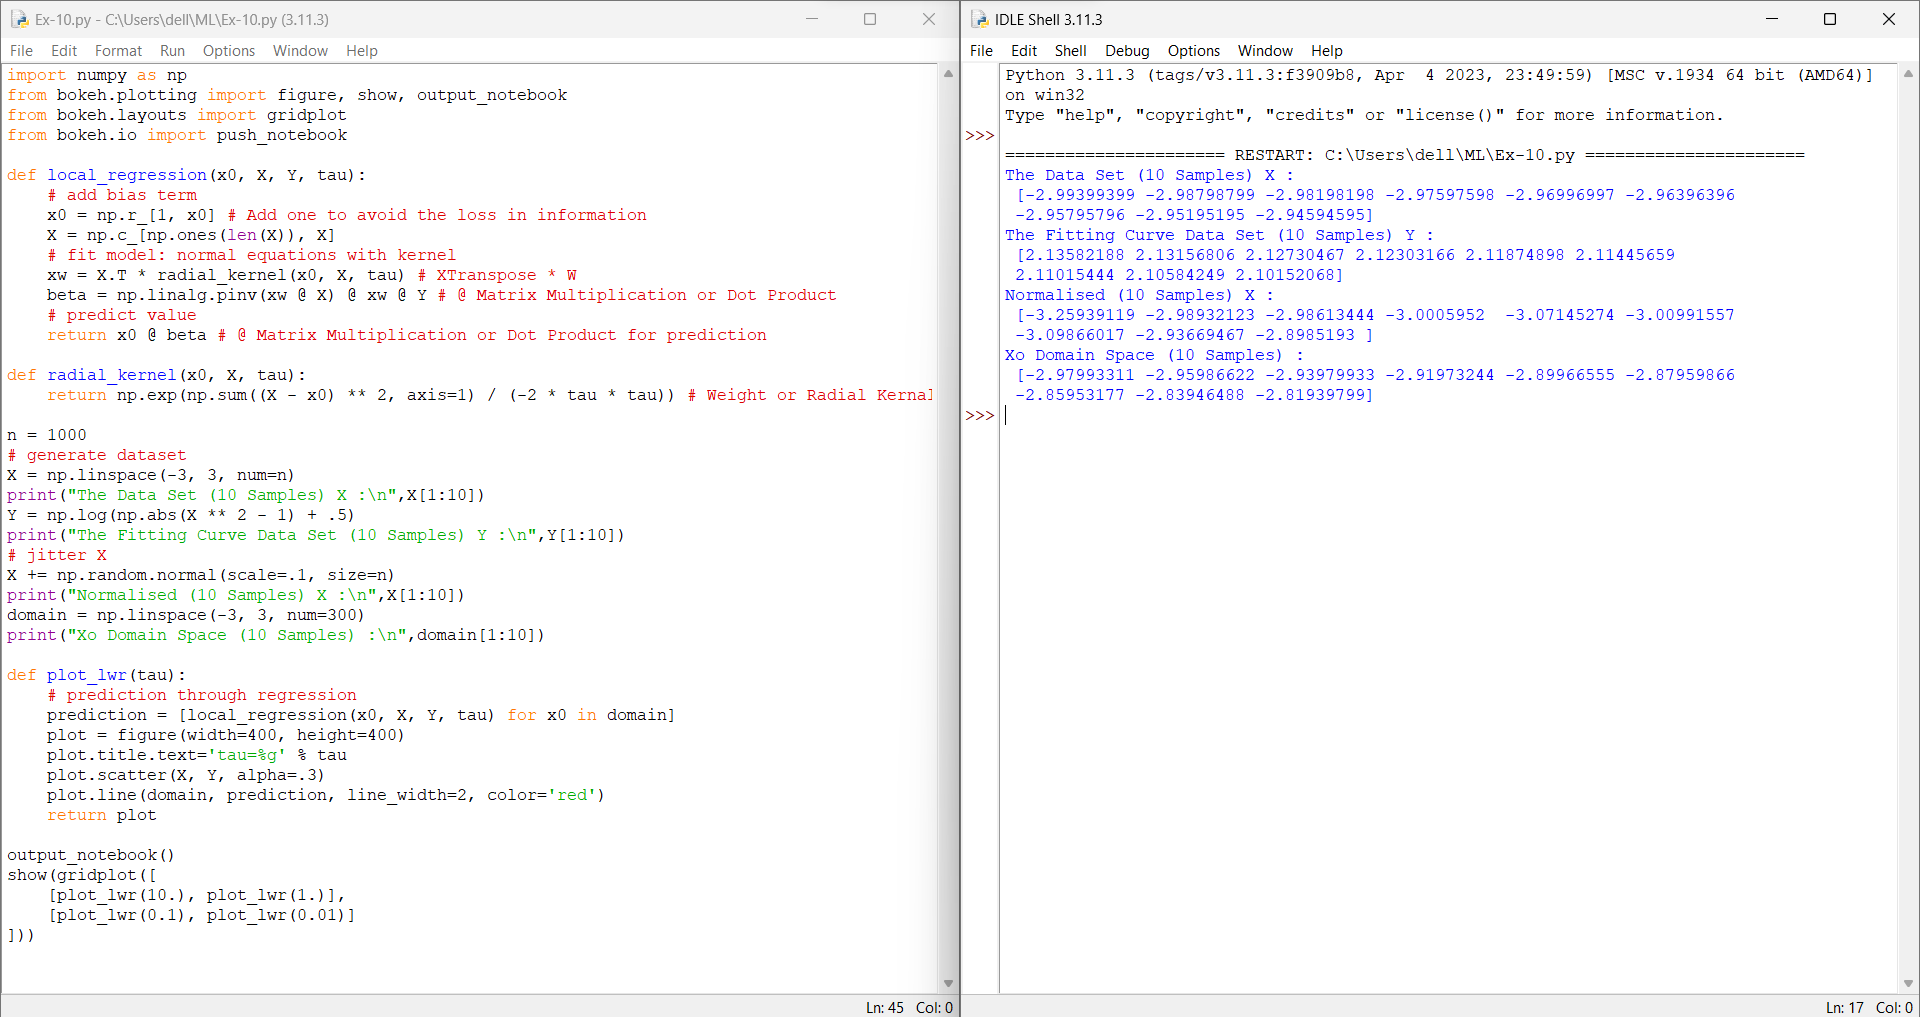 Ex-10.py - C:\Users\dell\ML\Ex-10.py (3.11.3)
File Edit Format Run Options Window Help
import numpy as np
from bokeh.plotting import figure, show, output_notebook
from bokeh.layouts import gridplot
from bokeh.io import push_notebook

def local_regression(x0, X, Y, tau):
    # add bias term
    x0 = np.r_[1, x0] # Add one to avoid the loss in information
    X = np.c_[np.ones(len(X)), X]
    # fit model: normal equations with kernel
    xw = X.T * radial_kernel(x0, X, tau) # XTranspose * W
    beta = np.linalg.pinv(xw @ X) @ xw @ Y # @ Matrix Multiplication or Dot Product
    # predict value
    return x0 @ beta # @ Matrix Multiplication or Dot Product for prediction

def radial_kernel(x0, X, tau):
    return np.exp(np.sum((X - x0) ** 2, axis=1) / (-2 * tau * tau)) # Weight or Radial Kernal

n = 1000
# generate dataset
X = np.linspace(-3, 3, num=n)
print("The Data Set (10 Samples) X :\n",X[1:10])
Y = np.log(np.abs(X ** 2 - 1) + .5)
print("The Fitting Curve Data Set (10 Samples) Y :\n",Y[1:10])
# jitter X
X += np.random.normal(scale=.1, size=n)
print("Normalised (10 Samples) X :\n",X[1:10])
domain = np.linspace(-3, 3, num=300)
print("Xo Domain Space (10 Samples) :\n",domain[1:10])

def plot_lwr(tau):
    # prediction through regression
    prediction = [local_regression(x0, X, Y, tau) for x0 in domain]
    plot = figure(width=400, height=400)
    plot.title.text='tau=%g' % tau
    plot.scatter(X, Y, alpha=.3)
    plot.line(domain, prediction, line_width=2, color='red')
    return plot

output_notebook()
show(gridplot([
    [plot_lwr(10.), plot_lwr(1.)],
    [plot_lwr(0.1), plot_lwr(0.01)]
]))
Ln: 45 Col: 0
IDLE Shell 3.11.3
File Edit Shell Debug Options Window Help
Python 3.11.3 (tags/v3.11.3:f3909b8, Apr  4 2023, 23:49:59) [MSC v.1934 64 bit (AMD64)]
on win32
Type "help", "copyright", "credits" or "license()" for more information.
>>>
====================== RESTART: C:\Users\dell\ML\Ex-10.py ======================
The Data Set (10 Samples) X :
 [-2.99399399 -2.98798799 -2.98198198 -2.97597598 -2.96996997 -2.96396396
 -2.95795796 -2.95195195 -2.94594595]
The Fitting Curve Data Set (10 Samples) Y :
 [2.13582188 2.13156806 2.12730467 2.12303166 2.11874898 2.11445659
 2.11015444 2.10584249 2.10152068]
Normalised (10 Samples) X :
 [-3.25939119 -2.98932123 -2.98613444 -3.0005952  -3.07145274 -3.00991557
 -3.09866017 -2.93669467 -2.8985193 ]
Xo Domain Space (10 Samples) :
 [-2.97993311 -2.95986622 -2.93979933 -2.91973244 -2.89966555 -2.87959866
 -2.85953177 -2.83946488 -2.81939799]
>>>
Ln: 17 Col: 0